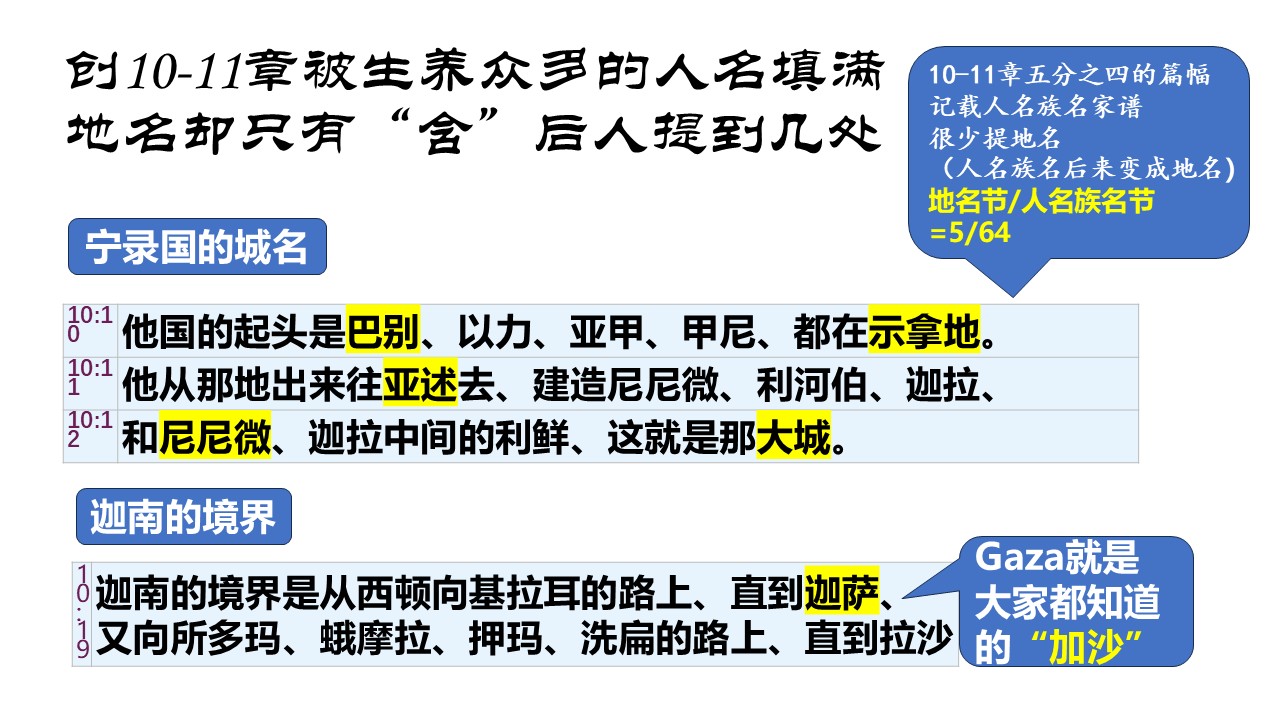 创10-11章被生养众多的人名填满
地名却只有“含”后人提到几处
10-11章五分之四的篇幅
记载人名族名家谱
很少提地名
（人名族名后来变成地名)
地名节/人名族名节
=5/64
宁录国的城名
10:10 他国的起头是巴别、以力、亚甲、甲尼、都在示拿地。
10:11 他从那地出来往亚述去、建造尼尼微、利河伯、迦拉、
10:12 和尼尼微、迦拉中间的利鲜、这就是那大城。
迦南的境界
10:19 迦南的境界是从西顿向基拉耳的路上、直到迦萨、
又向所多玛、蛾摩拉、押玛、洗扁的路上、直到拉沙
Gaza就是
大家都知道
的“加沙”